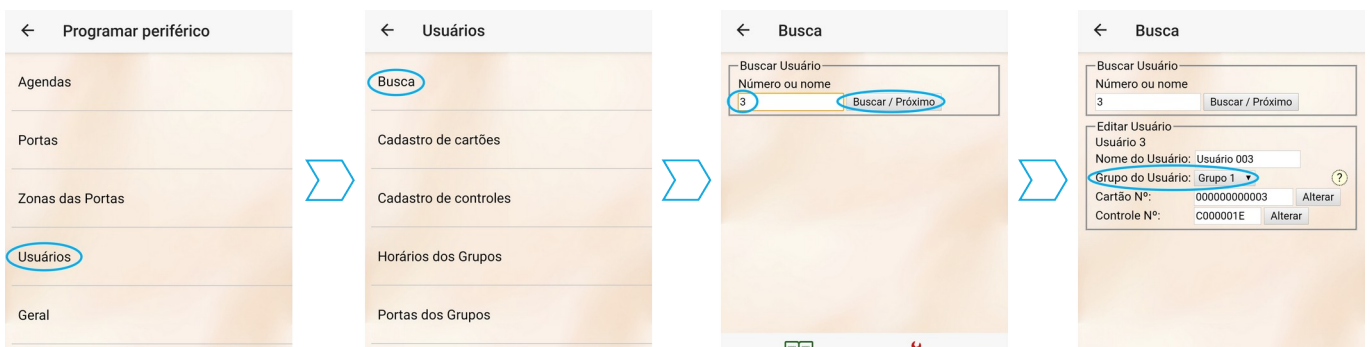 Programar periférico
Agendas
Portas
Zonas das Portas
Usuários
Geral
Usuários
Busca
Cadastro de cartões
Cadastro de controles
Horários dos Grupos
Portas dos Grupos
Busca
Buscar Usuário
Número ou nome
3 Buscar / Próximo
Busca
Buscar Usuário
Número ou nome
3 Buscar / Próximo
Editar Usuário
Usuário 3
Nome do Usuário: Usuário 003
Grupo do Usuário: Grupo 1 ?
Cartão Nº: 000000000003 Alterar
Controle Nº: C000001E Alterar